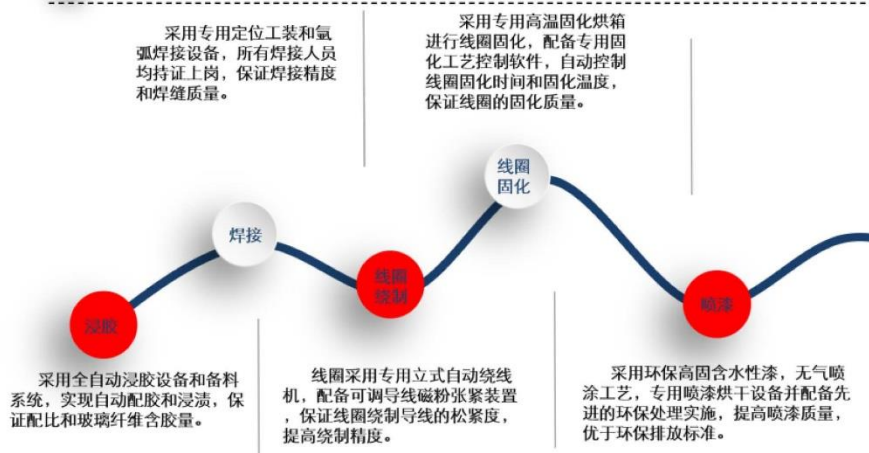 采用专用定位工装和氩
弧焊接设备，所有焊接人员
均持证上岗，保证焊接精度
和焊缝质量。
采用专用高温固化烘箱
进行线圈固化，配备专用固
化工艺控制软件，自动控制
线圈固化时间和固化温度，
保证线圈的固化质量。
线圈
固化
焊接
线圈
绕制
喷漆
浸胶
采用全自动浸胶设备和备料
系统，实现自动配胶和浸渍，保
证配比和玻璃纤维含胶量。
线圈采用专用立式自动绕线
机，配备可调导线磁粉张紧装置
，保证线圈绕制导线的松紧度，
提高绕制精度。
采用环保高固含水性漆，无气喷
涂工艺，专用喷漆烘干设备并配备先
进的环保处理实施，提高喷漆质量，
优于环保排放标准。